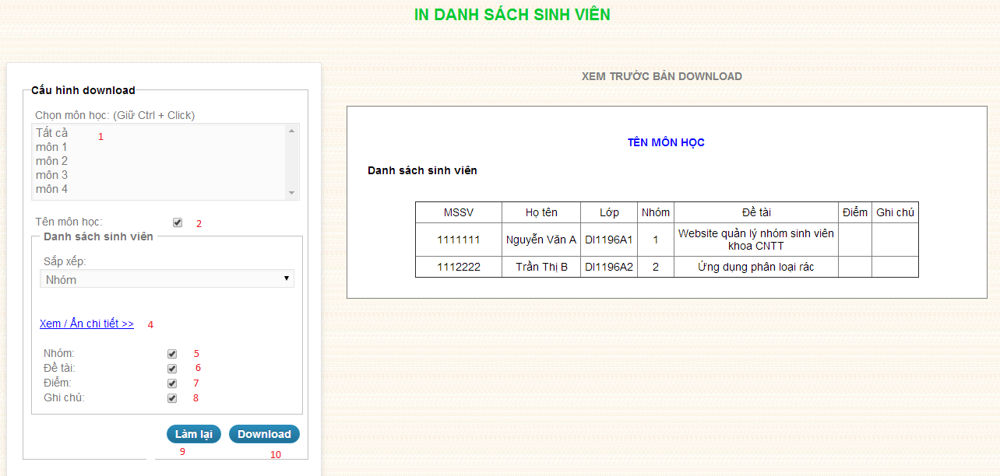 IN DANH SÁCH SINH VIÊN
Cấu hình download
Chọn môn học: (Giữ Ctrl + Click)
Tất cả 1
môn 1
môn 2
môn 3
môn 4
Tên môn học: 2
Danh sách sinh viên
Sắp xếp:
Nhóm
Xem / Ẩn chi tiết >> 4
Nhóm: 5
Đề tài: 6
Điểm: 7
Ghi chú: 8
Làm lại Download
9 10
XEM TRƯỚC BẢN DOWNLOAD
TÊN MÔN HỌC
Danh sách sinh viên
MSSV Họ tên Lớp Nhóm Đề tài Điểm Ghi chú
1111111 Nguyễn Văn A DI1196A1 1 Website quản lý nhóm sinh viên
khoa CNTT
1112222 Trần Thị B DI1196A2 2 Ứng dụng phân loại rác